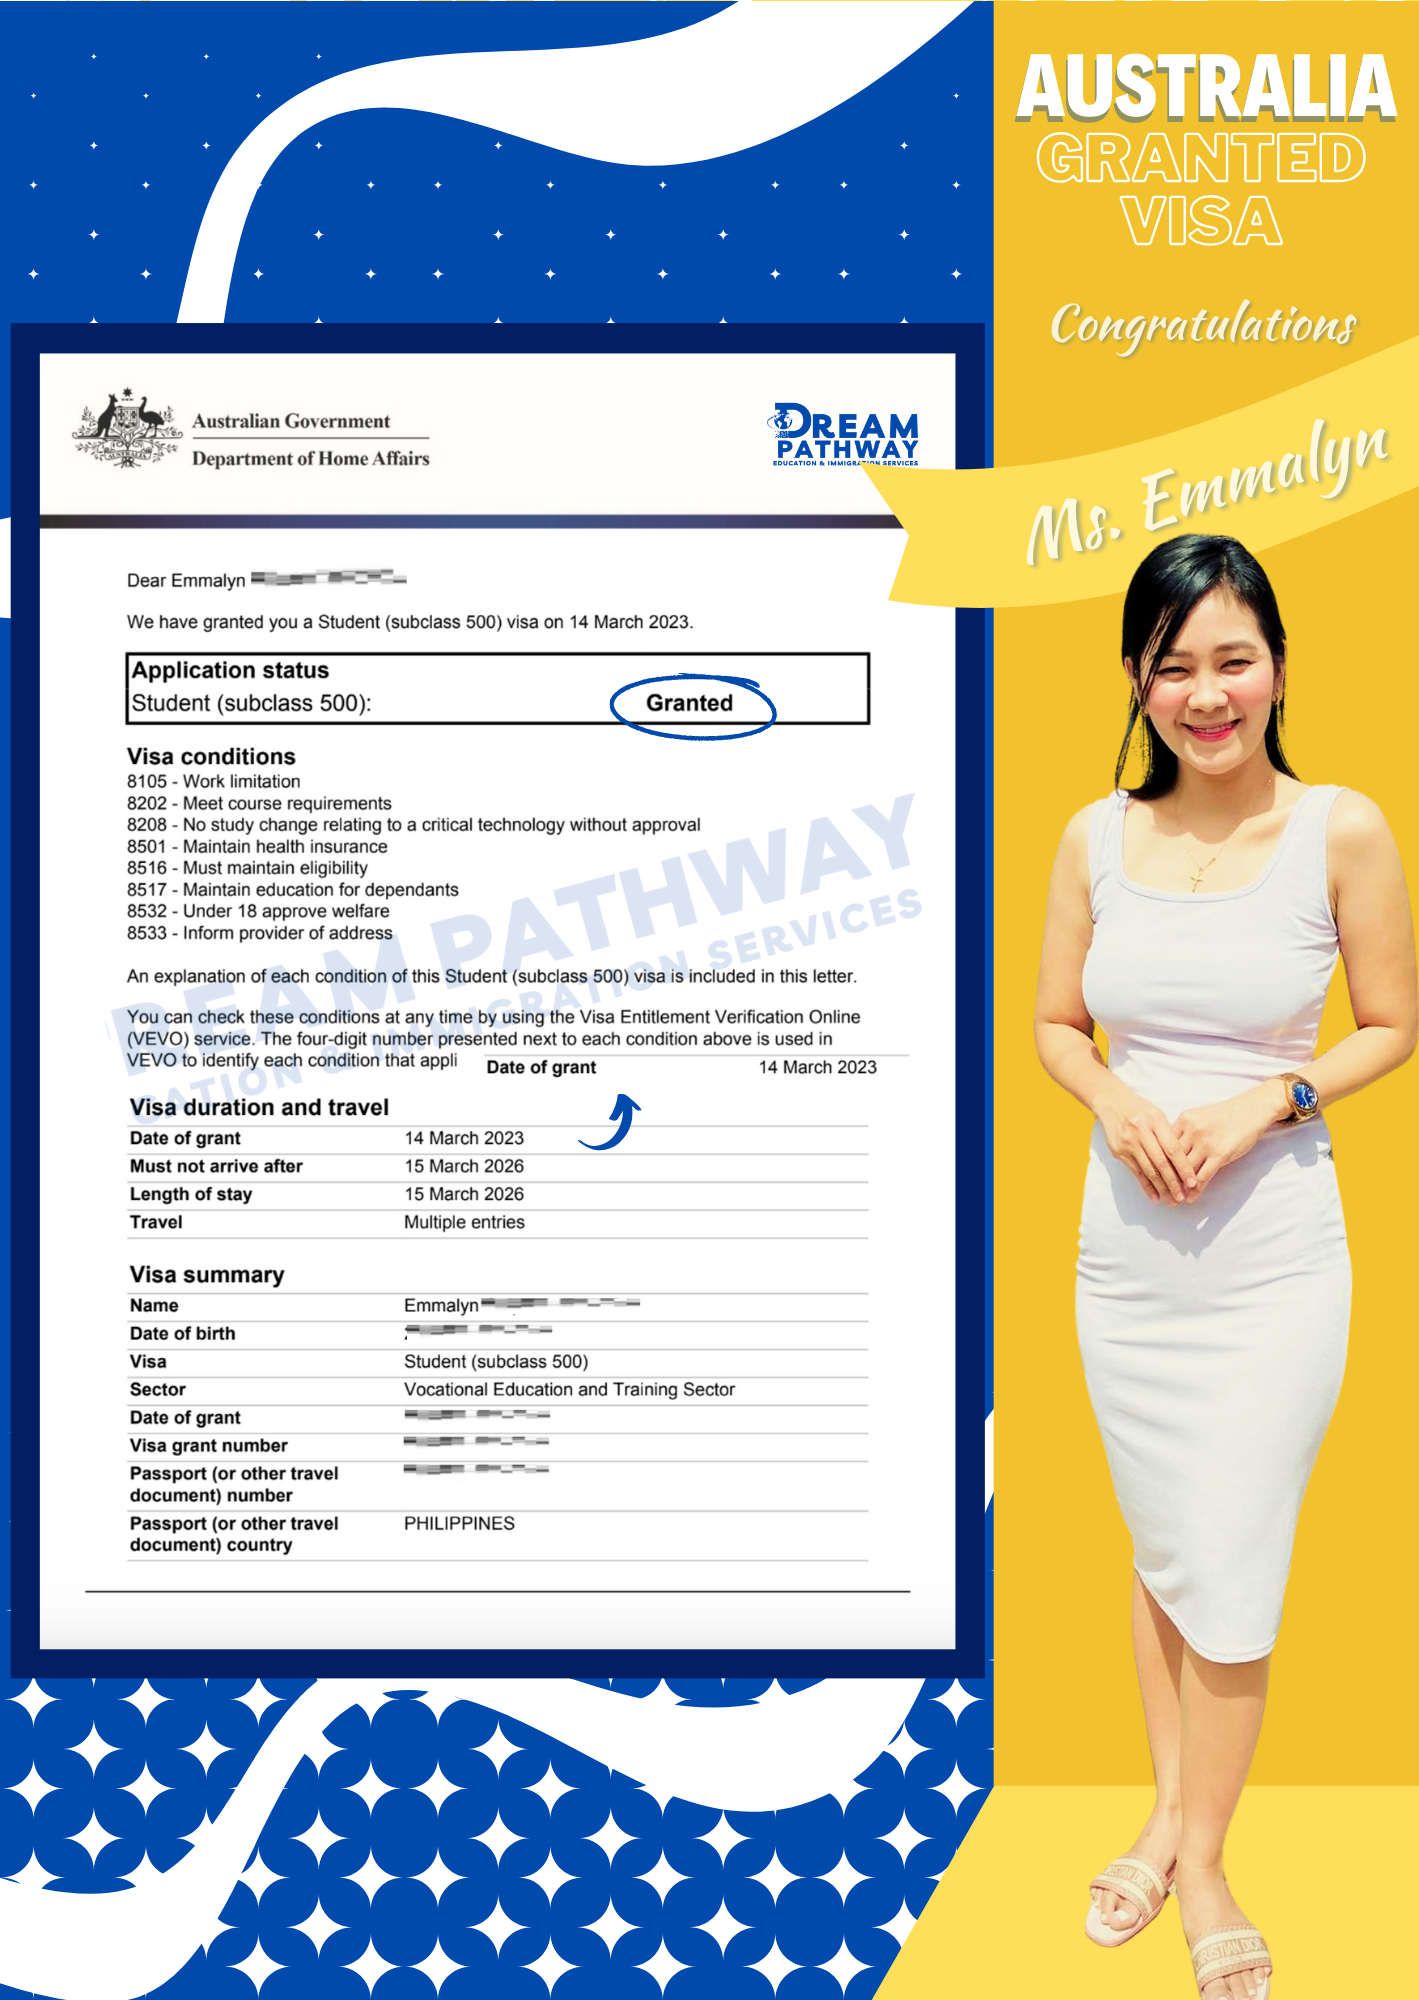 AUSTRALIA
GRANTED
VISA
Congratulations
Ms. Emmalyn
Australian Government
Department of Home Affairs
DREAM
PATHWAY
EDUCATION & IMMIGRATION SERVICES
Dear Emmalyn
We have granted you a Student (subclass 500) visa on 14 March 2023.
Application status
Student (subclass 500): Granted
Visa conditions
8105 - Work limitation
8202 - Meet course requirements
8208 - No study change relating to a critical technology without approval
8501 - Maintain health insurance
8516 - Must maintain eligibility
8517 - Maintain education for dependants
8532 - Under 18 approve welfare
8533 - Inform provider of address
An explanation of each condition of this Student (subclass 500) visa is included in this letter.
You can check these conditions at any time by using the Visa Entitlement Verification Online
(VEVO) service. The four-digit number presented next to each condition above is used in
VEVO to identify each condition that appli
Date of grant 14 March 2023
REAM PATHWAY
CATION & IMMIGRATION SERVICES
Visa duration and travel
Date of grant 14 March 2023
Must not arrive after 15 March 2026
Length of stay 15 March 2026
Travel Multiple entries
Visa summary
Name Emmalyn
Date of birth
Visa Student (subclass 500)
Sector Vocational Education and Training Sector
Date of grant
Visa grant number
Passport (or other travel
document) number
Passport (or other travel
document) country PHILIPPINES